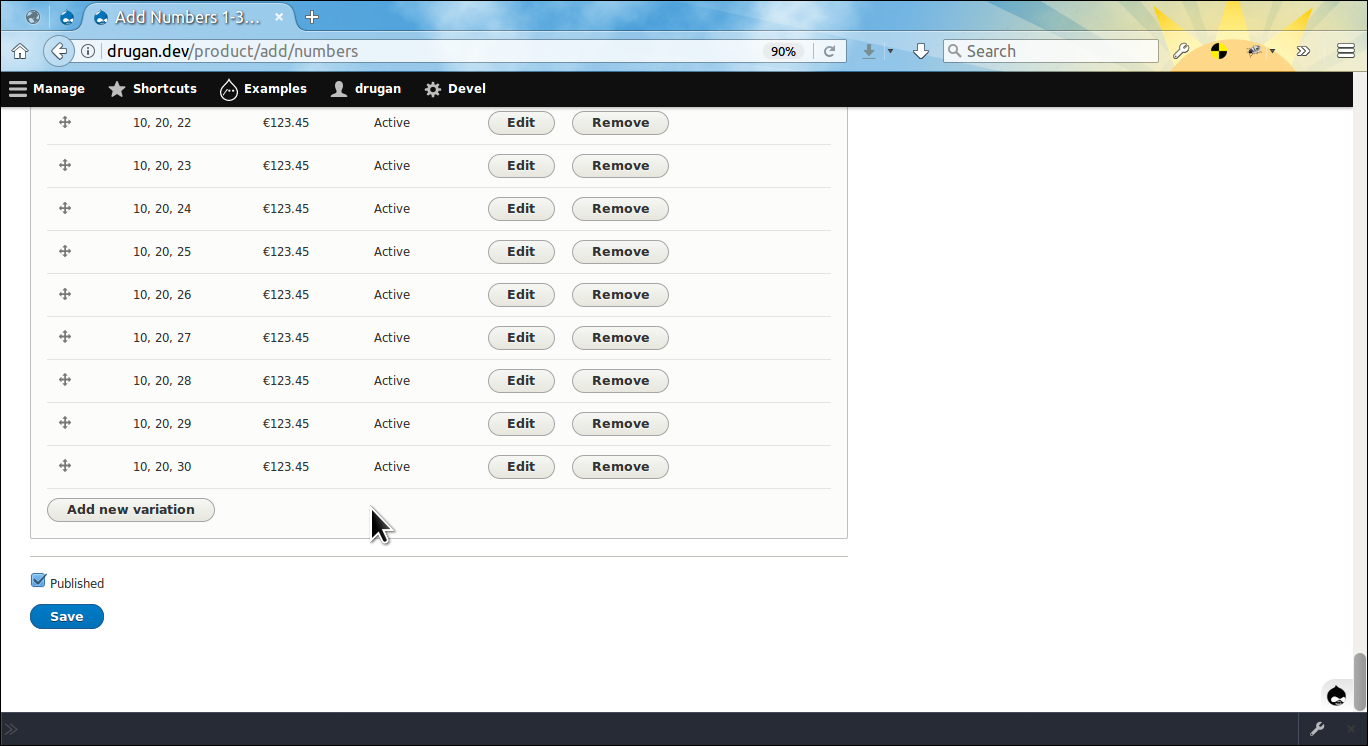 Add Numbers 1-3...
drugan.dev/product/add/numbers 90% Search
Manage Shortcuts Examples drugan Devel
10, 20, 22 €123.45 Active Edit Remove
10, 20, 23 €123.45 Active Edit Remove
10, 20, 24 €123.45 Active Edit Remove
10, 20, 25 €123.45 Active Edit Remove
10, 20, 26 €123.45 Active Edit Remove
10, 20, 27 €123.45 Active Edit Remove
10, 20, 28 €123.45 Active Edit Remove
10, 20, 29 €123.45 Active Edit Remove
10, 20, 30 €123.45 Active Edit Remove
Add new variation
Published
Save